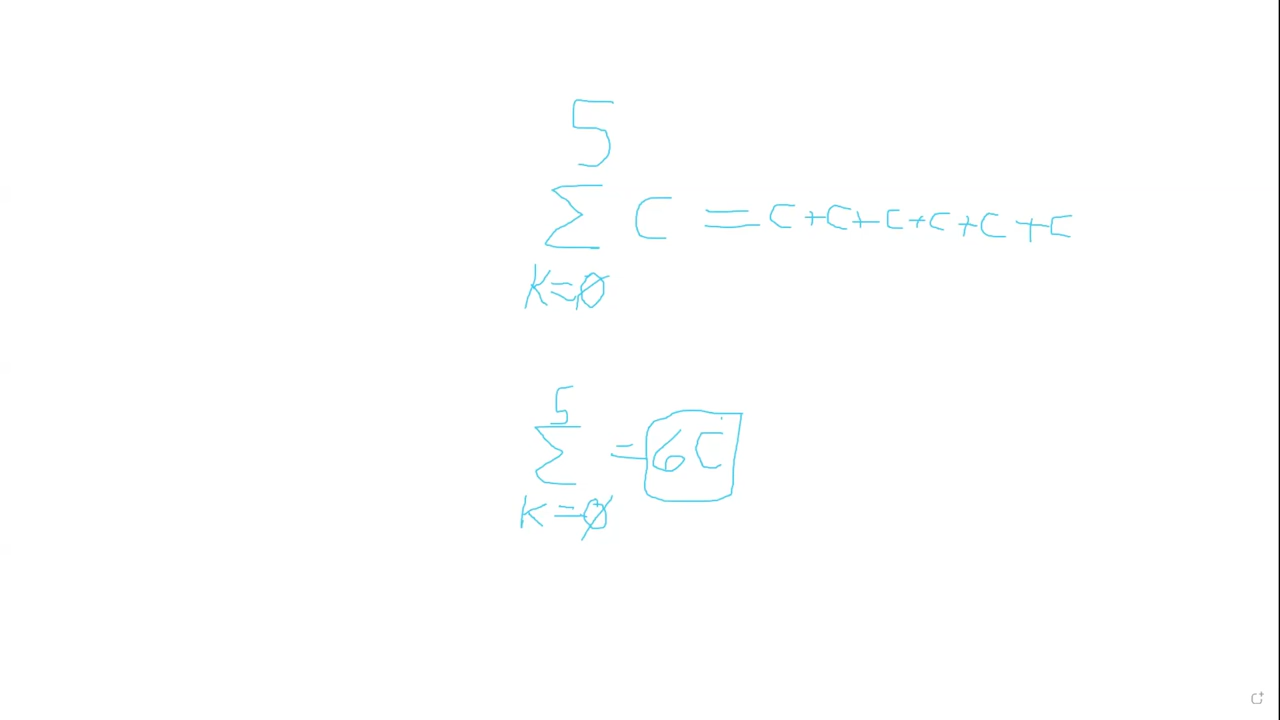 5
Σ C = C + C + C + C + C + C
K=0
5
Σ = 6C
K=0